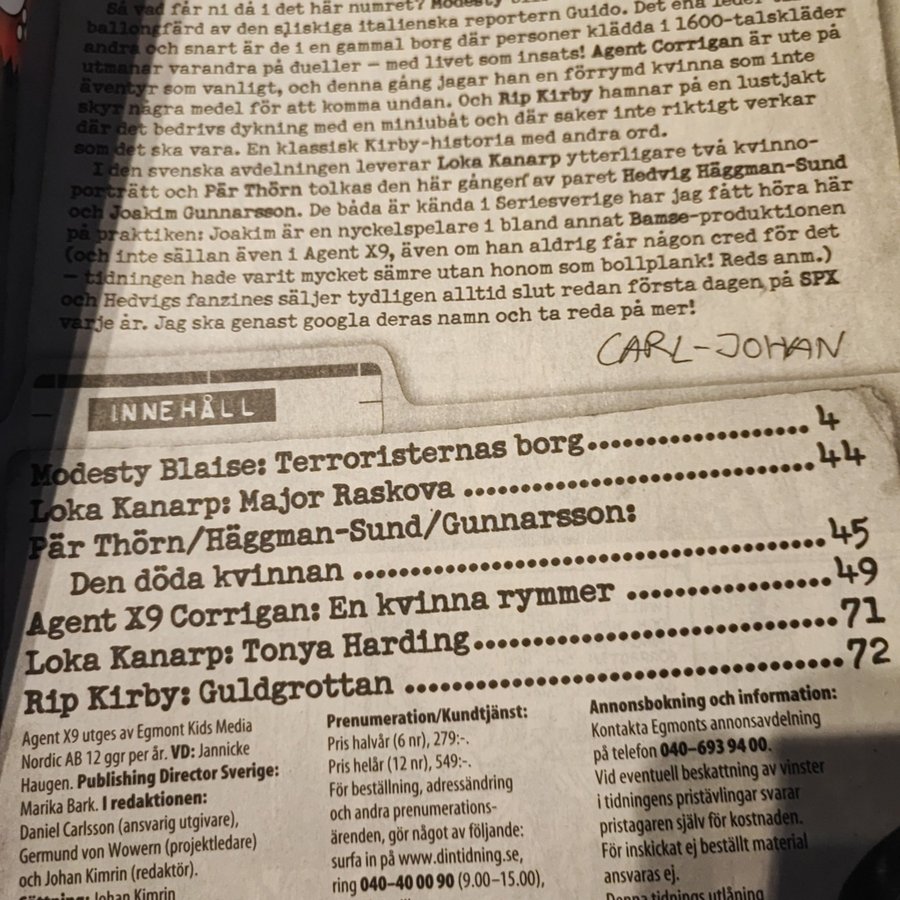 Så vad får ni då i det här numret? Modesty
ballongfärd av den sliskiga italienska reportern Guido. Det ena leder
andra och snart är de i en gammal borg där personer klädda i 1600-talskläder
utmanar varandra på dueller – med livet som insats! Agent Corrigan är ute på
äventyr som vanligt, och denna gång jagar han en förrymd kvinna som inte
skyr några medel för att komma undan. Och Rip Kirby hamnar på en lustjakt
där det bedrivs dykning med en miniubåt och där saker inte riktigt verkar
som det ska vara. En klassisk Kirby-historia med andra ord.
I den svenska avdelningen leverar Loka Kanarp ytterligare två kvinno-
porträtt och Pär Thörn tolkas den här gången av paret Hedvig Häggman-Sund
och Joakim Gunnarsson. De båda är kända i Seriesverige har jag fått höra här
på praktiken: Joakim är en nyckelspelare i bland annat Bamse-produktionen
(och inte sällan även i Agent X9, även om han aldrig får någon cred för det
– tidningen hade varit mycket sämre utan honom som bollplank! Reds anm.)
och Hedvigs fanzines säljer tydligen alltid slut redan första dagen på SPX
varje år. Jag ska genast googla deras namn och ta reda på mer!
CARL-JOHAN
INNEHÅLL
Modesty Blaise: Terroristernas borg................... 4
Loka Kanarp: Major Raskova ..............................44
Pär Thörn/Häggman-Sund/Gunnarsson:
Den döda kvinnan ........................................45
Agent X9 Corrigan: En kvinna rymmer .................49
Loka Kanarp: Tonya Harding...............................71
Rip Kirby: Guldgrottan .....................................72
Agent X9 utges av Egmont Kids Media
Nordic AB 12 ggr per år. VD: Jannicke
Haugen. Publishing Director Sverige:
Marika Bark. I redaktionen:
Daniel Carlsson (ansvarig utgivare),
Germund von Wowern (projektledare)
och Johan Kimrin (redaktör).
Sättning: Johan Kimrin
Prenumeration/Kundtjänst:
Pris halvår (6 nr), 279:-.
Pris helår (12 nr), 549:-.
För beställning, adressändring
och andra prenumerations-
ärenden, gör något av följande:
surfa in på www.dintidning.se,
ring 040-40 00 90 (9.00–15.00),
Annonsbokning och information:
Kontakta Egmonts annonsavdelning
på telefon 040-693 94 00.
Vid eventuell beskattning av vinster
i tidningens pristävlingar svarar
pristagaren själv för kostnaden.
För inskickat ej beställt material
ansvaras ej.
Denna tidnings utlåning